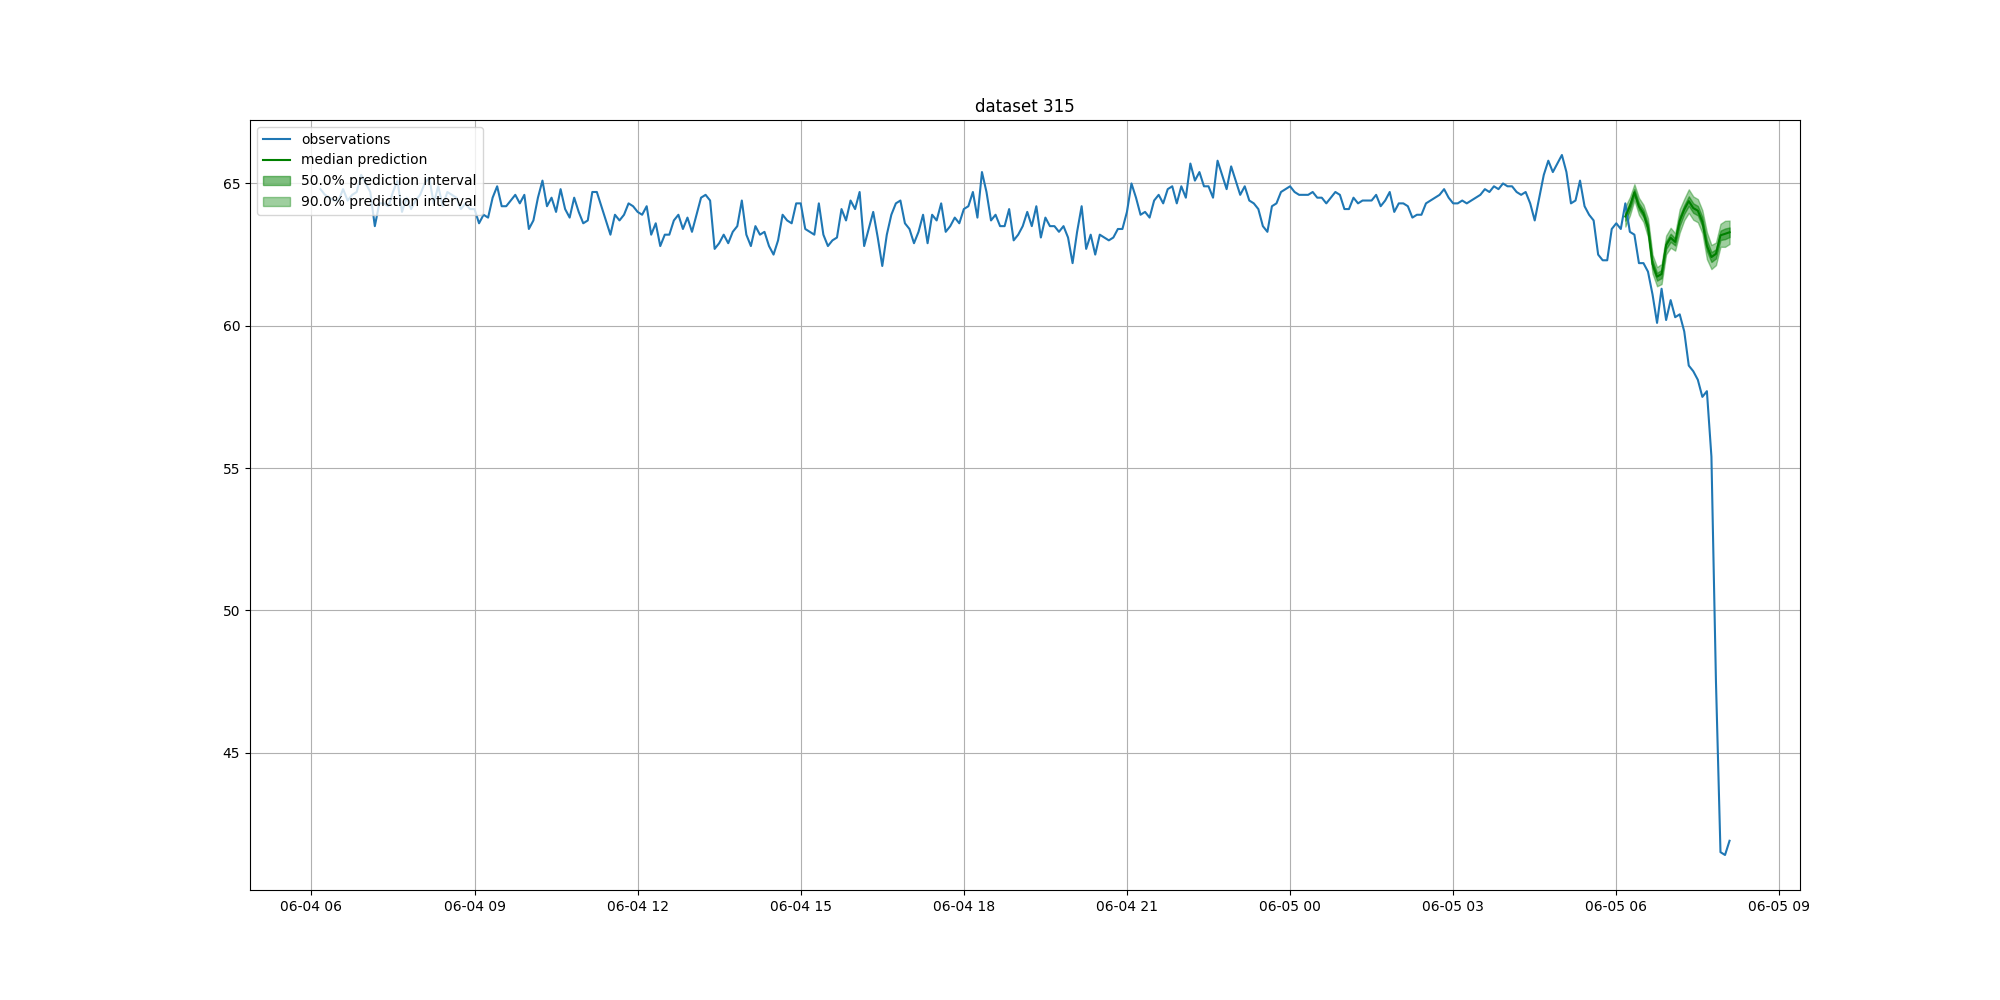 dataset 315
observations
median prediction
50.0% prediction interval
90.0% prediction interval
65
60
55
50
45
06-04 06 06-04 09 06-04 12 06-04 15 06-04 18 06-04 21 06-05 00 06-05 03 06-05 06 06-05 09